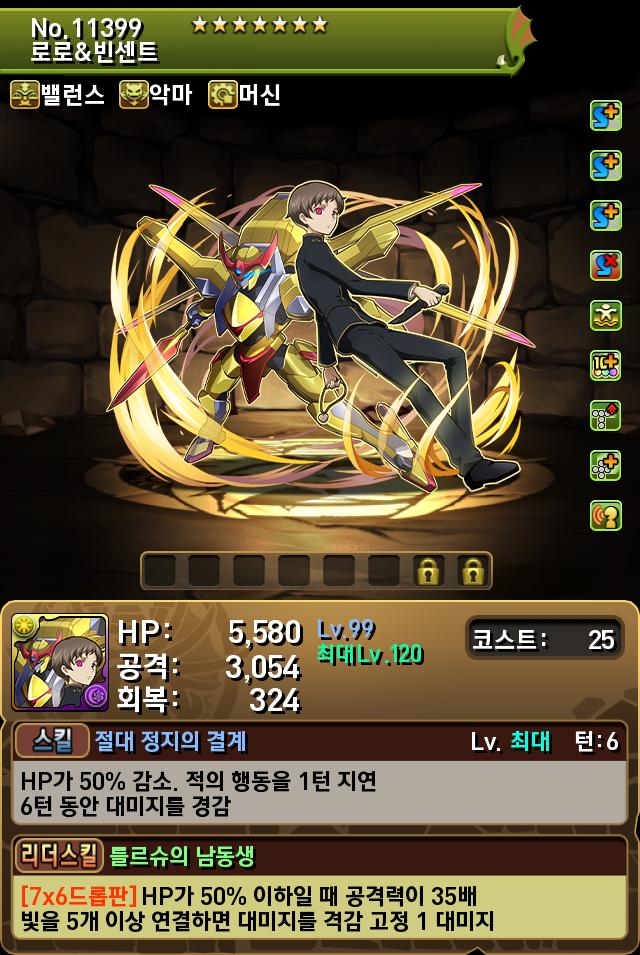 No.11399
로로&빈센트
밸런스 악마 머신
HP: 5,580 Lv.99
공격: 3,054 최대Lv.120
회복: 324
코스트: 25
스킬 절대 정지의 결계 Lv. 최대 턴:6
HP가 50% 감소. 적의 행동을 1턴 지연
6턴 동안 대미지를 경감
리더스킬 를르슈의 남동생
[7x6드롭판] HP가 50% 이하일 때 공격력이 35배
빛을 5개 이상 연결하면 대미지를 격감 고정 1 대미지